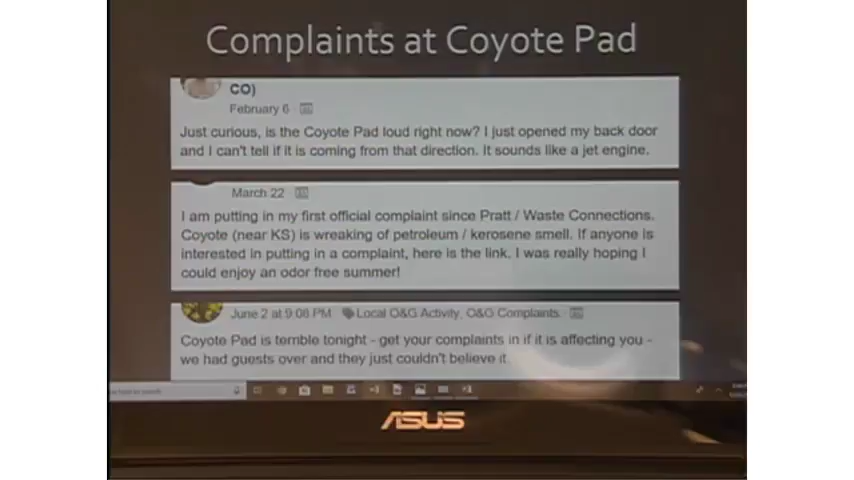 Complaints at Coyote Pad
CO)
February 6
Just curious, is the Coyote Pad loud right now? I just opened my back door
and I can't tell if it is coming from that direction. It sounds like a jet engine.
March 22
I am putting in my first official complaint since Pratt / Waste Connections.
Coyote (near KS) is wreaking of petroleum / kerosene smell. If anyone is
interested in putting in a complaint, here is the link. I was really hoping I
could enjoy an odor free summer!
June 2 at 9:08 PM Local O&G Activity, O&G Complaints
Coyote Pad is terrible tonight - get your complaints in if it is affecting you -
we had guests over and they just couldn't believe it.
ASUS